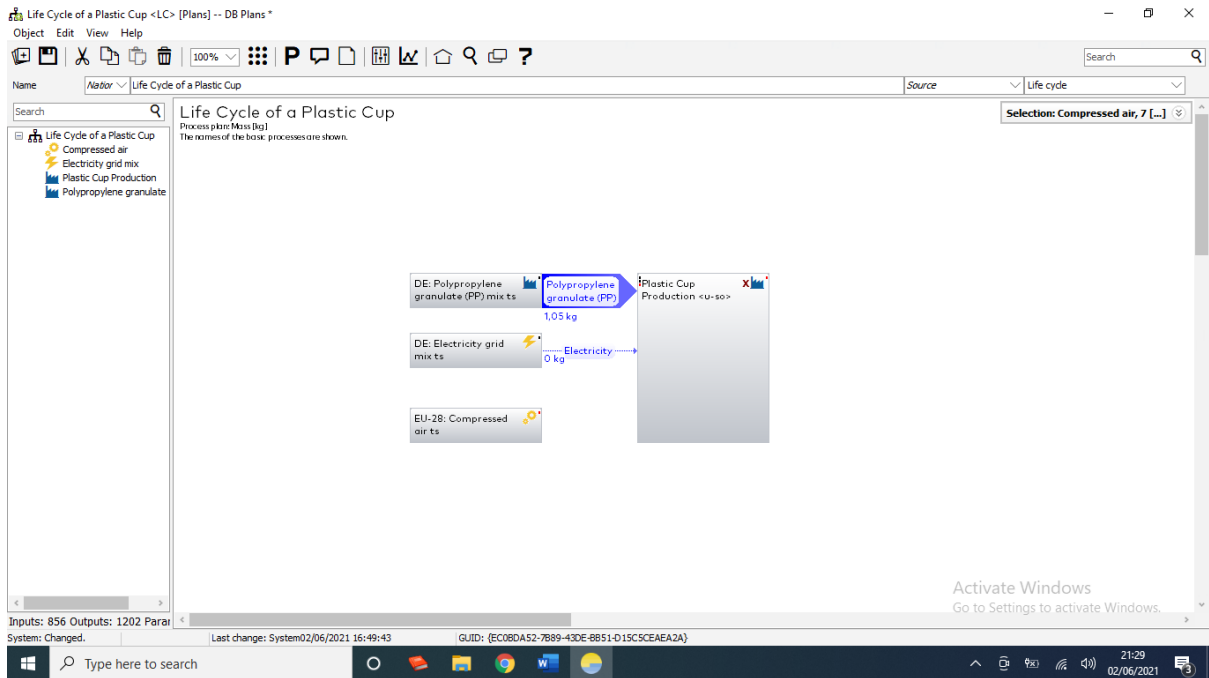 Life Cycle of a Plastic Cup <LC> [Plans] -- DB Plans *
Object Edit View Help
100% P ? Search
Name Nation Life Cycle of a Plastic Cup Source Life cycle
Search
Life Cycle of a Plastic Cup
Compressed air
Electricity grid mix
Plastic Cup Production
Polypropylene granulate
Life Cycle of a Plastic Cup
Process plan: Mass [kg]
The names of the basic processes are shown.
Selection: Compressed air, 7 [...]
DE: Polypropylene
granulate (PP) mix ts
Polypropylene
granulate (PP)
1,05 kg
Plastic Cup
Production <u-so>
X
DE: Electricity grid
mix ts
Electricity
0 kg
EU-28: Compressed
air ts
Activate Windows
Go to Settings to activate Windows.
Inputs: 856 Outputs: 1202 Parar
System: Changed. Last change: System02/06/2021 16:49:43 GUID: {EC0BDA52-7B89-43DE-BB51-D15C5CEAEA2A}
Type here to search
21:29
02/06/2021
3